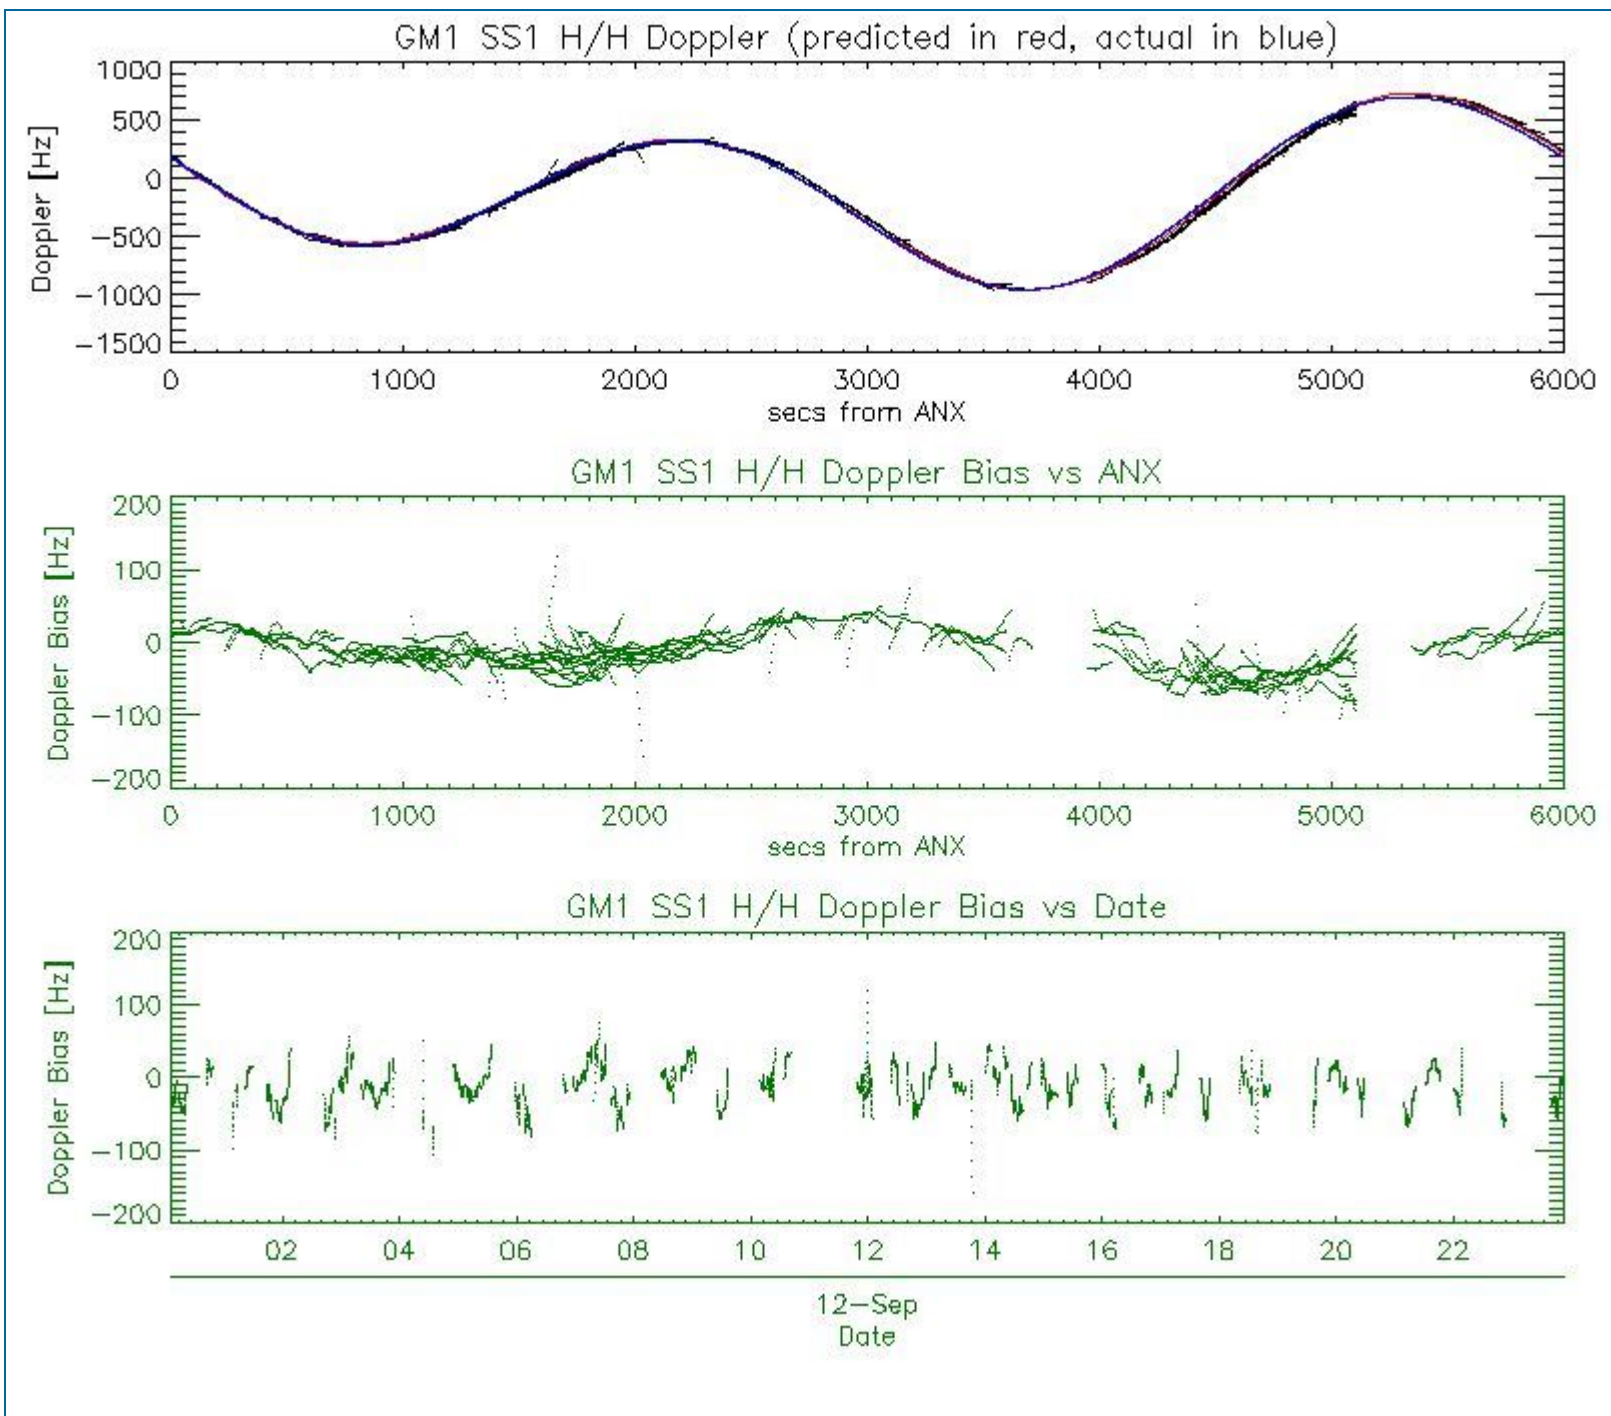 GM1 SS1 H/H Doppler (predicted in red, actual in blue)
1000
500
0
−500
−1000
−1500
Doppler [Hz]
0 1000 2000 3000 4000 5000 6000
secs from ANX
GM1 SS1 H/H Doppler Bias vs ANX
200
100
0
−100
−200
Doppler Bias [Hz]
0 1000 2000 3000 4000 5000 6000
secs from ANX
GM1 SS1 H/H Doppler Bias vs Date
200
100
0
−100
−200
Doppler Bias [Hz]
02 04 06 08 10 12 14 16 18 20 22
12−Sep
Date